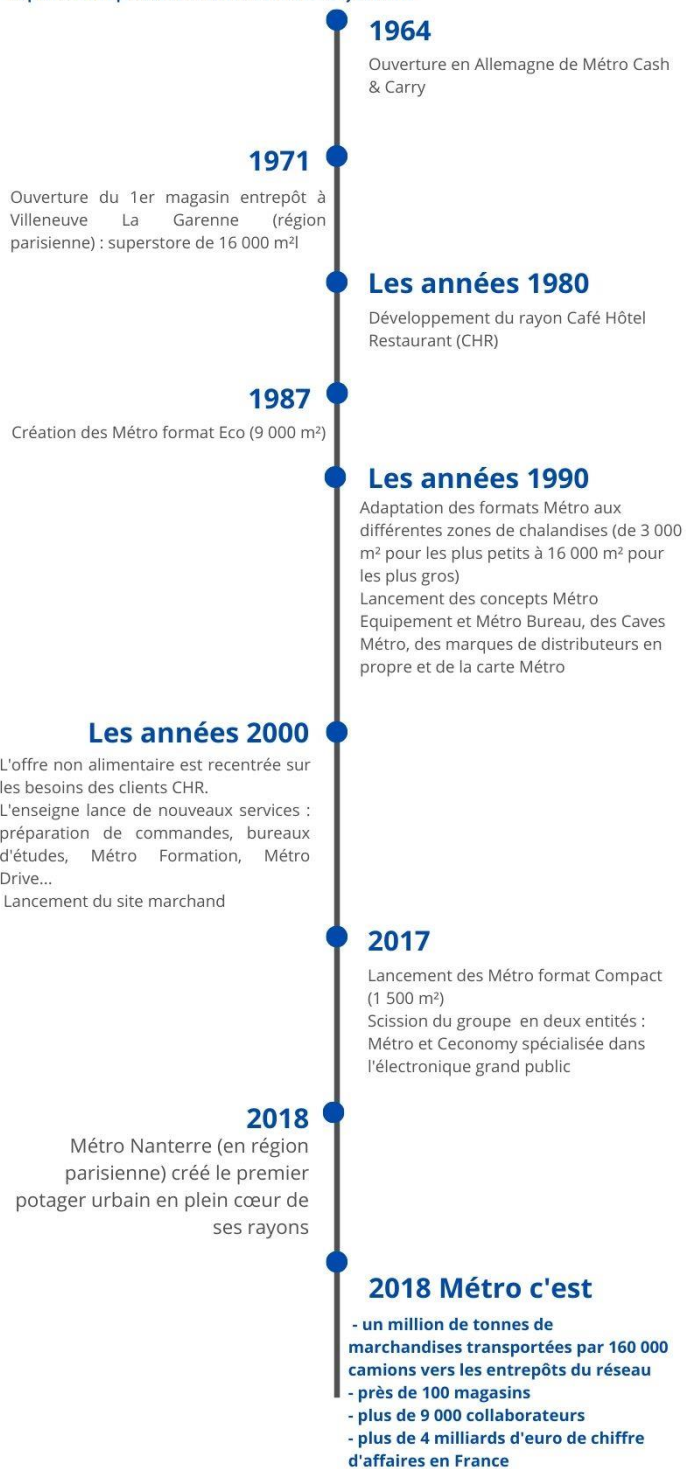 1964
Ouverture en Allemagne de Métro Cash
& Carry
1971
Ouverture du 1er magasin entrepôt à
Villeneuve La Garenne (région
parisienne) : superstore de 16 000 m²l
Les années 1980
Développement du rayon Café Hôtel
Restaurant (CHR)
1987
Création des Métro format Eco (9 000 m²)
Les années 1990
Adaptation des formats Métro aux
différentes zones de chalandises (de 3 000
m² pour les plus petits à 16 000 m² pour
les plus gros)
Lancement des concepts Métro
Equipement et Métro Bureau, des Caves
Métro, des marques de distributeurs en
propre et de la carte Métro
Les années 2000
L'offre non alimentaire est recentrée sur
les besoins des clients CHR.
L'enseigne lance de nouveaux services :
préparation de commandes, bureaux
d'études, Métro Formation, Métro
Drive...
Lancement du site marchand
2017
Lancement des Métro format Compact
(1 500 m²)
Scission du groupe en deux entités :
Métro et Ceconomy spécialisée dans
l'électronique grand public
2018
Métro Nanterre (en région
parisienne) créé le premier
potager urbain en plein cœur de
ses rayons
2018 Métro c'est
- un million de tonnes de
marchandises transportées par 160 000
camions vers les entrepôts du réseau
- près de 100 magasins
- plus de 9 000 collaborateurs
- plus de 4 milliards d'euro de chiffre
d'affaires en France